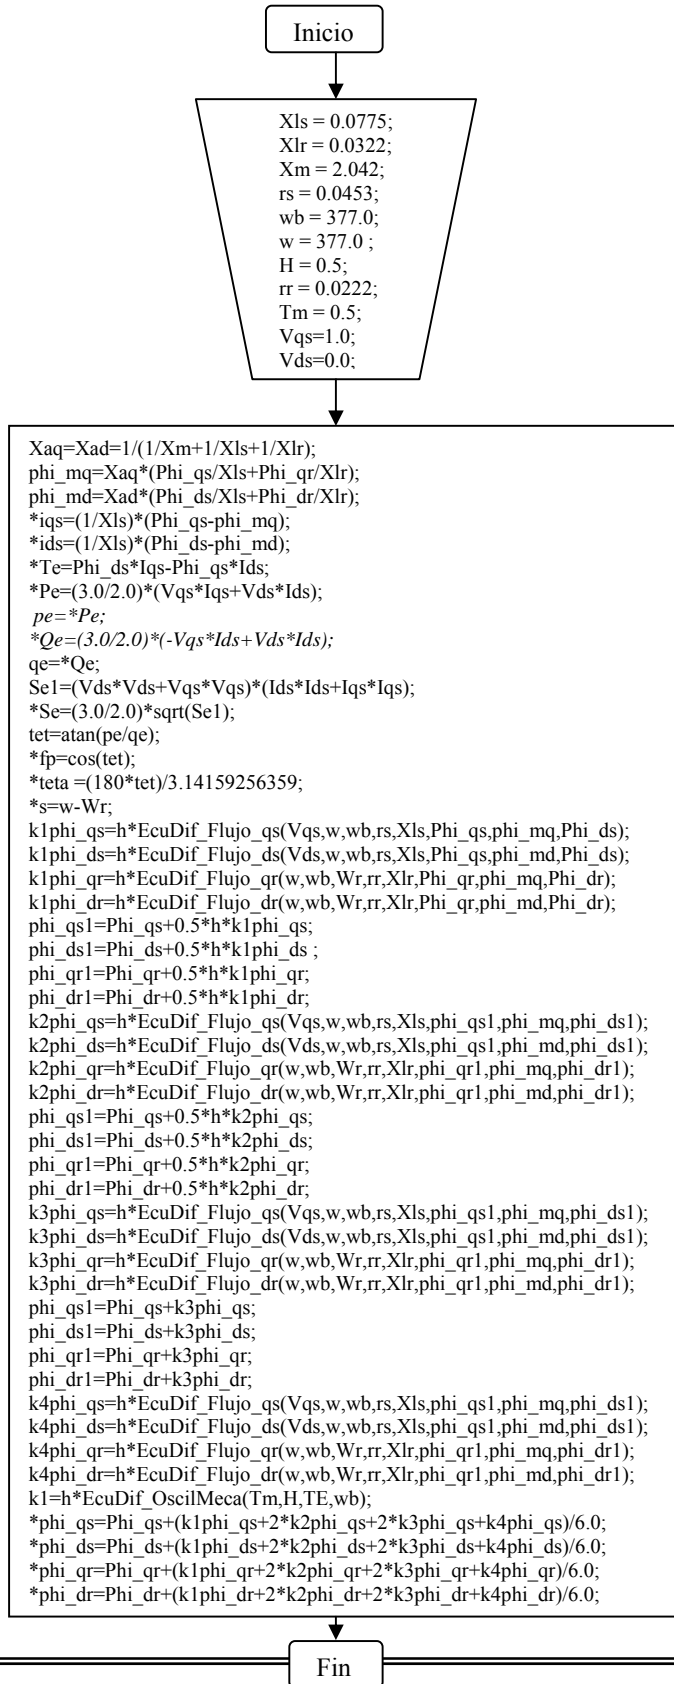 Inicio
Xls = 0.0775;
Xlr = 0.0322;
Xm = 2.042;
rs = 0.0453;
wb = 377.0;
w = 377.0 ;
H = 0.5;
rr = 0.0222;
Tm = 0.5;
Vqs=1.0;
Vds=0.0;
Xaq=Xad=1/(1/Xm+1/Xls+1/Xlr);
phi_mq=Xaq*(Phi_qs/Xls+Phi_qr/Xlr);
phi_md=Xad*(Phi_ds/Xls+Phi_dr/Xlr);
*iqs=(1/Xls)*(Phi_qs-phi_mq);
*ids=(1/Xls)*(Phi_ds-phi_md);
*Te=Phi_ds*Iqs-Phi_qs*Ids;
*Pe=(3.0/2.0)*(Vqs*Iqs+Vds*Ids);
pe=*Pe;
*Qe=(3.0/2.0)*(-Vqs*Ids+Vds*Ids);
qe=*Qe;
Se1=(Vds*Vds+Vqs*Vqs)*(Ids*Ids+Iqs*Iqs);
*Se=(3.0/2.0)*sqrt(Se1);
tet=atan(pe/qe);
*fp=cos(tet);
*teta =(180*tet)/3.14159256359;
*s=w-Wr;
k1phi_qs=h*EcuDif_Flujo_qs(Vqs,w,wb,rs,Xls,Phi_qs,phi_mq,Phi_ds);
k1phi_ds=h*EcuDif_Flujo_ds(Vds,w,wb,rs,Xls,Phi_qs,phi_md,Phi_ds);
k1phi_qr=h*EcuDif_Flujo_qr(w,wb,Wr,rr,Xlr,Phi_qr,phi_mq,Phi_dr);
k1phi_dr=h*EcuDif_Flujo_dr(w,wb,Wr,rr,Xlr,Phi_qr,phi_md,Phi_dr);
phi_qs1=Phi_qs+0.5*h*k1phi_qs;
phi_ds1=Phi_ds+0.5*h*k1phi_ds ;
phi_qr1=Phi_qr+0.5*h*k1phi_qr;
phi_dr1=Phi_dr+0.5*h*k1phi_dr;
k2phi_qs=h*EcuDif_Flujo_qs(Vqs,w,wb,rs,Xls,phi_qs1,phi_mq,phi_ds1);
k2phi_ds=h*EcuDif_Flujo_ds(Vds,w,wb,rs,Xls,phi_qs1,phi_md,phi_ds1);
k2phi_qr=h*EcuDif_Flujo_qr(w,wb,Wr,rr,Xlr,phi_qr1,phi_mq,phi_dr1);
k2phi_dr=h*EcuDif_Flujo_dr(w,wb,Wr,rr,Xlr,phi_qr1,phi_md,phi_dr1);
phi_qs1=Phi_qs+0.5*h*k2phi_qs;
phi_ds1=Phi_ds+0.5*h*k2phi_ds;
phi_qr1=Phi_qr+0.5*h*k2phi_qr;
phi_dr1=Phi_dr+0.5*h*k2phi_dr;
k3phi_qs=h*EcuDif_Flujo_qs(Vqs,w,wb,rs,Xls,phi_qs1,phi_mq,phi_ds1);
k3phi_ds=h*EcuDif_Flujo_ds(Vds,w,wb,rs,Xls,phi_qs1,phi_md,phi_ds1);
k3phi_qr=h*EcuDif_Flujo_qr(w,wb,Wr,rr,Xlr,phi_qr1,phi_mq,phi_dr1);
k3phi_dr=h*EcuDif_Flujo_dr(w,wb,Wr,rr,Xlr,phi_qr1,phi_md,phi_dr1);
phi_qs1=Phi_qs+k3phi_qs;
phi_ds1=Phi_ds+k3phi_ds;
phi_qr1=Phi_qr+k3phi_qr;
phi_dr1=Phi_dr+k3phi_dr;
k4phi_qs=h*EcuDif_Flujo_qs(Vqs,w,wb,rs,Xls,phi_qs1,phi_mq,phi_ds1);
k4phi_ds=h*EcuDif_Flujo_ds(Vds,w,wb,rs,Xls,phi_qs1,phi_md,phi_ds1);
k4phi_qr=h*EcuDif_Flujo_qr(w,wb,Wr,rr,Xlr,phi_qr1,phi_mq,phi_dr1);
k4phi_dr=h*EcuDif_Flujo_dr(w,wb,Wr,rr,Xlr,phi_qr1,phi_md,phi_dr1);
k1=h*EcuDif_OscilMeca(Tm,H,TE,wb);
*phi_qs=Phi_qs+(k1phi_qs+2*k2phi_qs+2*k3phi_qs+k4phi_qs)/6.0;
*phi_ds=Phi_ds+(k1phi_ds+2*k2phi_ds+2*k3phi_ds+k4phi_ds)/6.0;
*phi_qr=Phi_qr+(k1phi_qr+2*k2phi_qr+2*k3phi_qr+k4phi_qr)/6.0;
*phi_dr=Phi_dr+(k1phi_dr+2*k2phi_dr+2*k3phi_dr+k4phi_dr)/6.0;
Fin